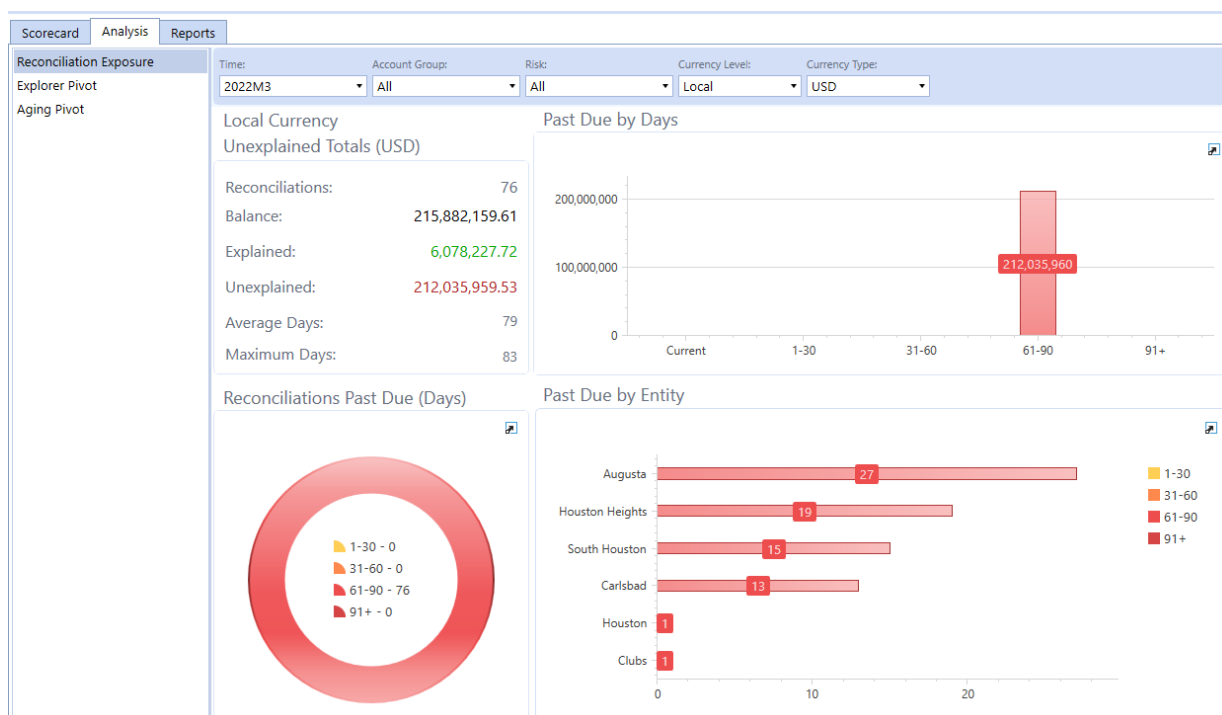 Scorecard
Analysis
Reports
Reconciliation Exposure
Explorer Pivot
Aging Pivot
Time:
Account Group:
Risk:
Currency Level:
Currency Type:
2022M3
All
All
Local
USD
Local Currency
Unexplained Totals (USD)
Reconciliations: 76
Balance: 215,882,159.61
Explained: 6,078,227.72
Unexplained: 212,035,959.53
Average Days: 79
Maximum Days: 83
Past Due by Days
200,000,000
100,000,000
0
212,035,960
Current
1-30
31-60
61-90
91+
Reconciliations Past Due (Days)
1-30 - 0
31-60 - 0
61-90 - 76
91+ - 0
Past Due by Entity
Augusta 27
Houston Heights 19
South Houston 15
Carlsbad 13
Houston 1
Clubs 1
0
10
20
1-30
31-60
61-90
91+